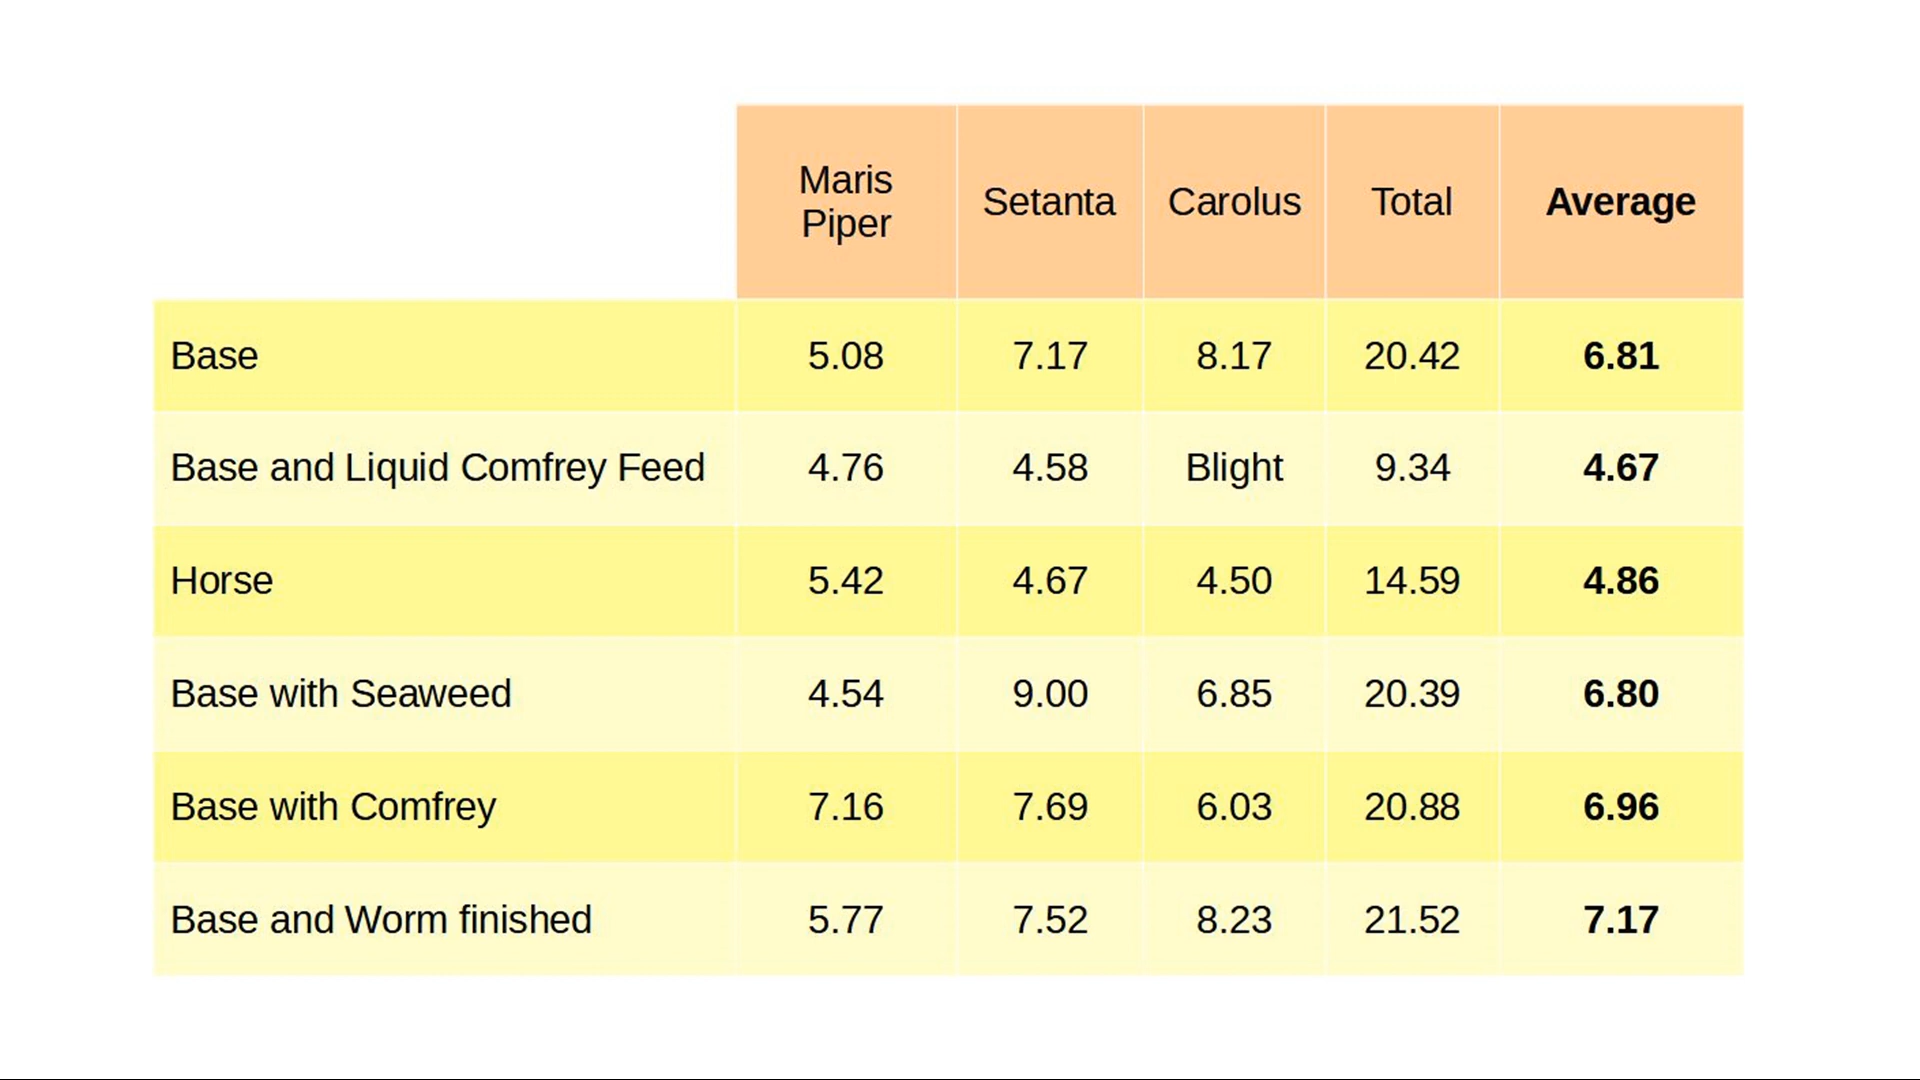 Maris Piper Setanta Carolus Total Average
Base 5.08 7.17 8.17 20.42 6.81
Base and Liquid Comfrey Feed 4.76 4.58 Blight 9.34 4.67
Horse 5.42 4.67 4.50 14.59 4.86
Base with Seaweed 4.54 9.00 6.85 20.39 6.80
Base with Comfrey 7.16 7.69 6.03 20.88 6.96
Base and Worm finished 5.77 7.52 8.23 21.52 7.17